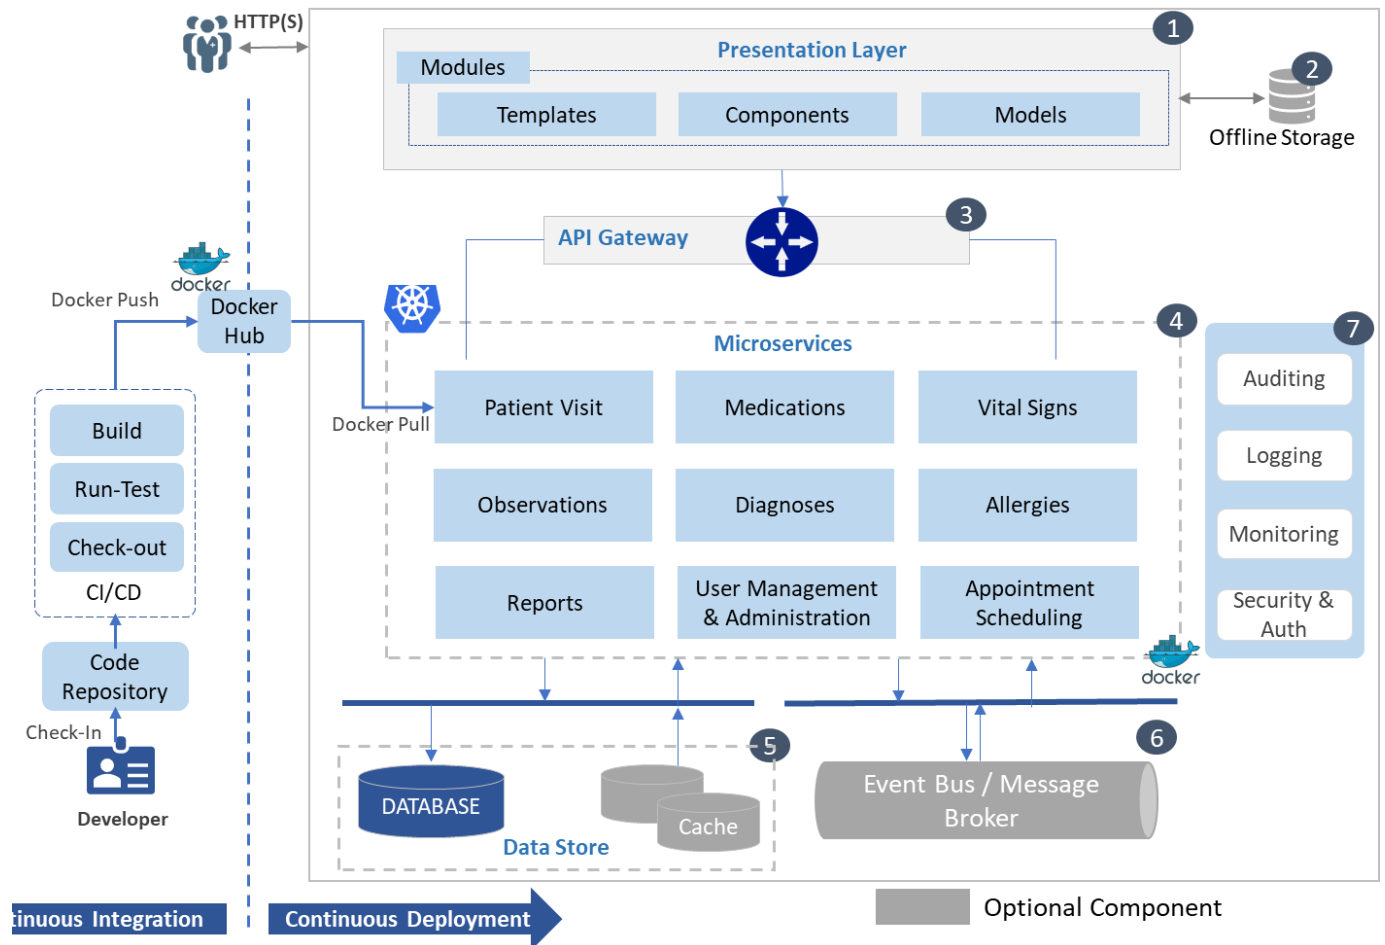 HTTP(S)
1
Presentation Layer
Modules
Templates
Components
Models
2
Offline Storage
3
API Gateway
docker
Docker Push
Docker
Hub
4
Microservices
7
Patient Visit
Medications
Vital Signs
Docker Pull
Observations
Diagnoses
Allergies
Reports
User Management
& Administration
Appointment
Scheduling
docker
Auditing
Logging
Monitoring
Security &
Auth
Build
Run-Test
Check-out
CI/CD
Code
Repository
Check-In
Developer
5
DATABASE
Cache
Data Store
6
Event Bus / Message
Broker
tinuous Integration
Continuous Deployment
Optional Component